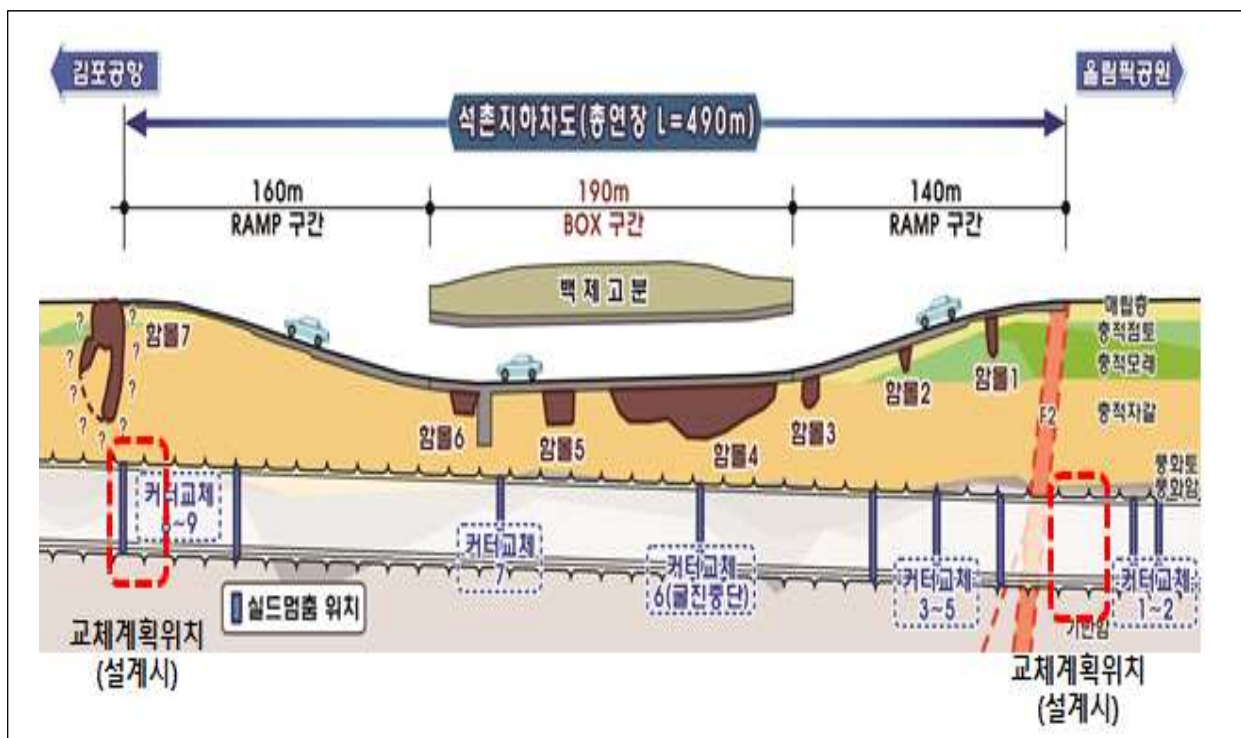 김포공항
올림픽공원
석촌지하차도(총연장 L=490m)
160m
RAMP 구간
190m
BOX 구간
140m
RAMP 구간
백제고분
함몰7
?
?
?
?
?
?
?
?
?
?
?
함몰6
함몰5
함몰4
함몰3
함몰2
함몰1
F2
매립층
충적점토
충적모래
충적자갈
풍화토
풍화암
기반암
커터교체
~9
커터교체
7
커터교체
6(굴진중단)
커터교체
3~5
커터교체
1~2
실드멈춤 위치
교체계획위치
(설계시)
교체계획위치
(설계시)